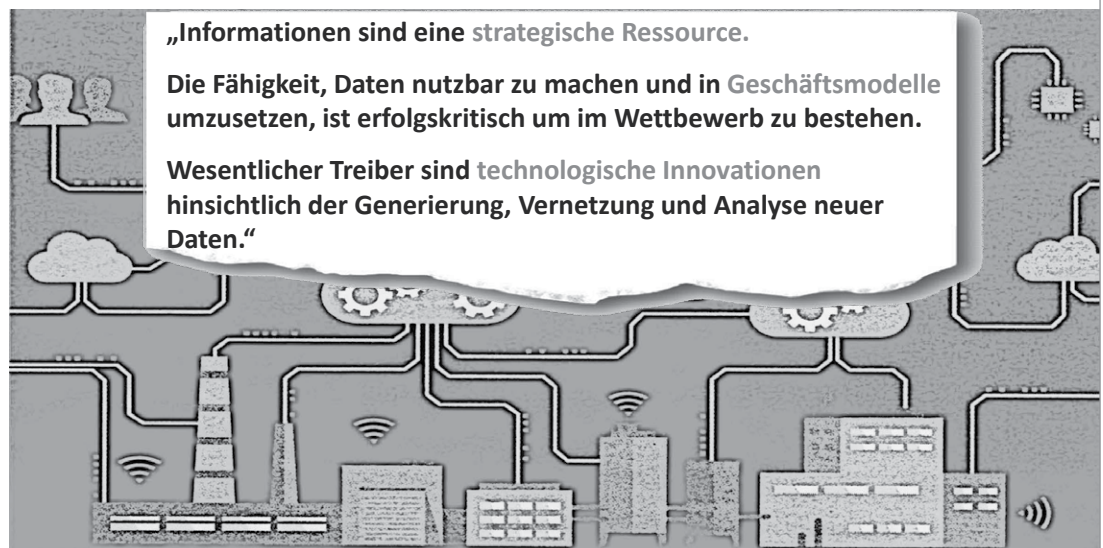 „Informationen sind eine strategische Ressource.
Die Fähigkeit, Daten nutzbar zu machen und in Geschäftsmodelle
umzusetzen, ist erfolgskritisch um im Wettbewerb zu bestehen.
Wesentlicher Treiber sind technologische Innovationen
hinsichtlich der Generierung, Vernetzung und Analyse neuer
Daten.“